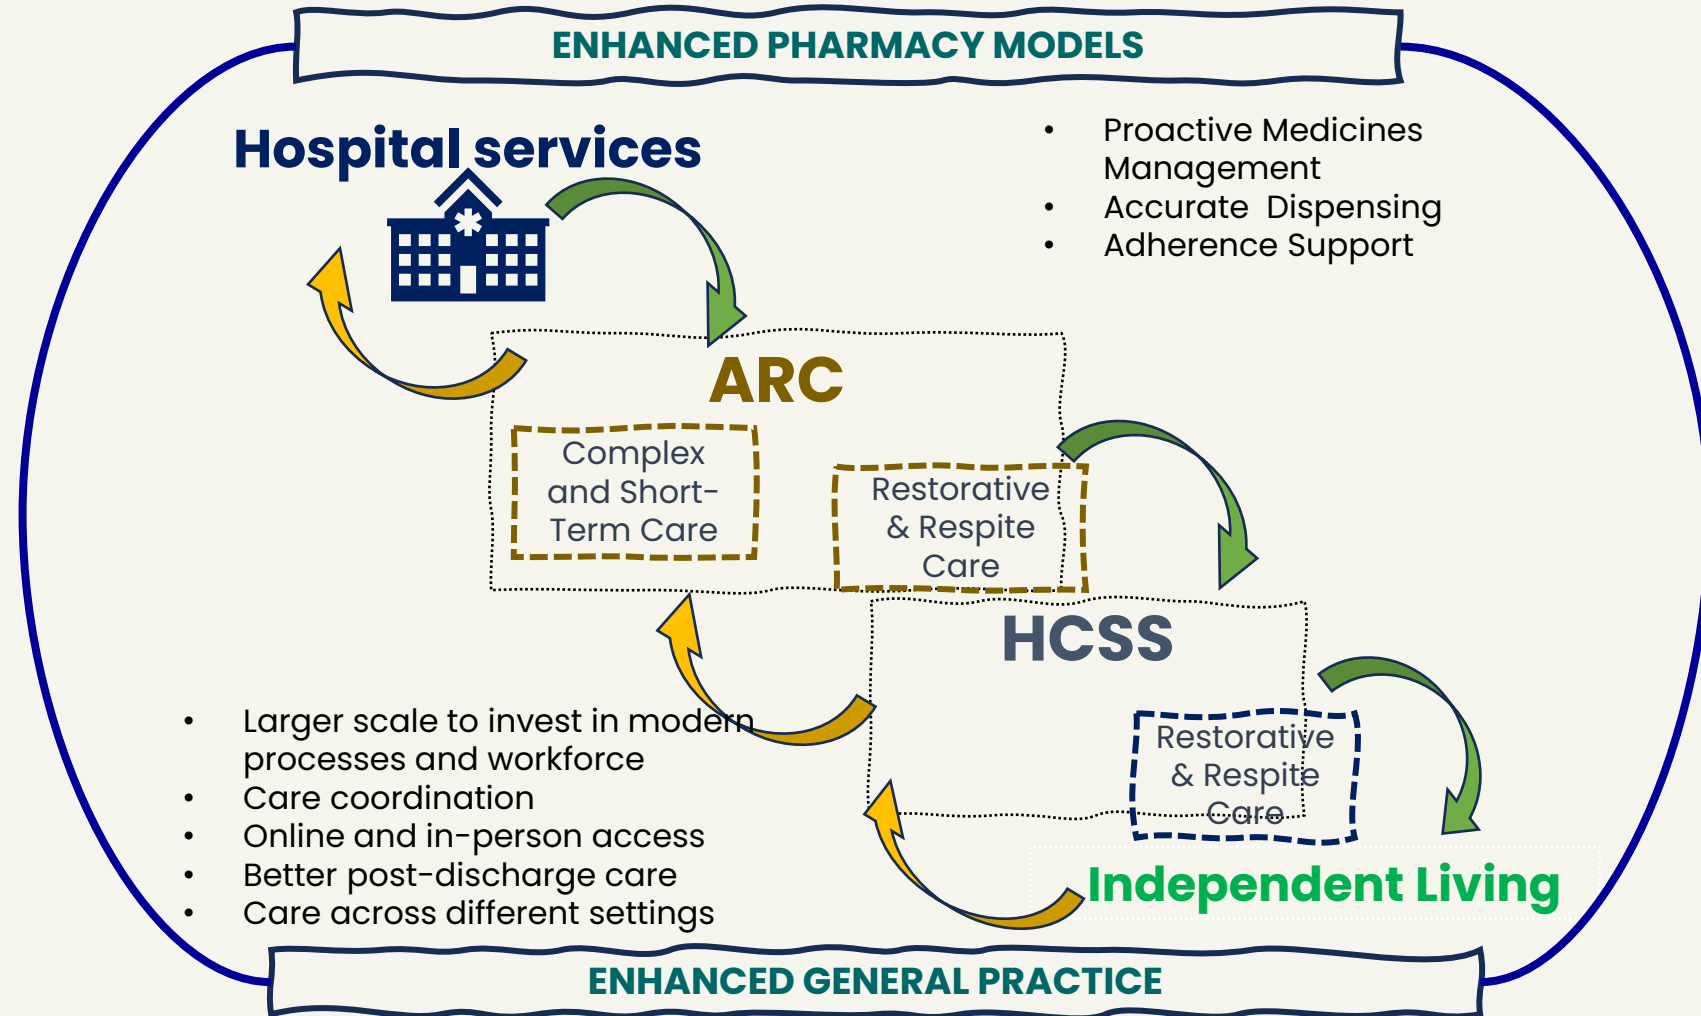 ENHANCED PHARMACY MODELS
Hospital services
• Proactive Medicines
Management
• Accurate  Dispensing
• Adherence Support
ARC
Complex
and Short-
Term Care
Restorative
& Respite
Care
HCSS
Restorative
& Respite
Care
• Larger scale to invest in modern
processes and workforce
• Care coordination
• Online and in-person access
• Better post-discharge care
• Care across different settings
Independent Living
ENHANCED GENERAL PRACTICE